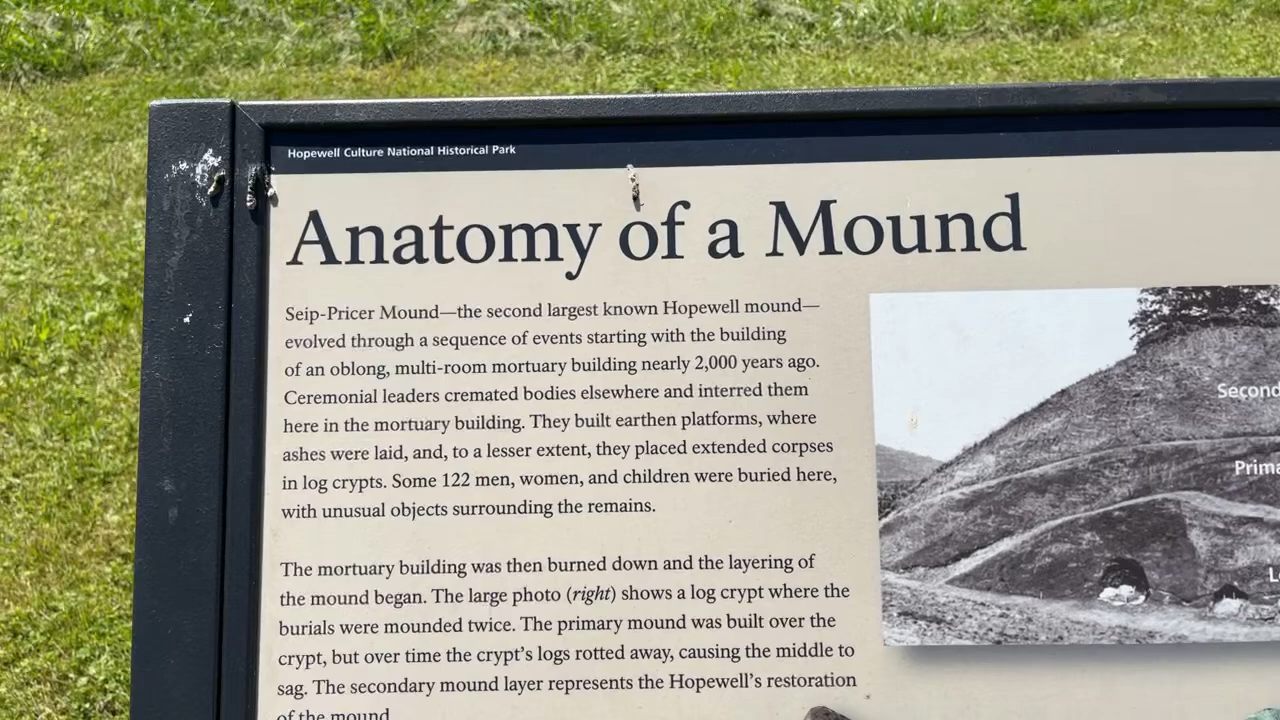 Hopewell Culture National Historical Park
Anatomy of a Mound
Seip-Pricer Mound—the second largest known Hopewell mound—
evolved through a sequence of events starting with the building
of an oblong, multi-room mortuary building nearly 2,000 years ago.
Ceremonial leaders cremated bodies elsewhere and interred them
here in the mortuary building. They built earthen platforms, where
ashes were laid, and, to a lesser extent, they placed extended corpses
in log crypts. Some 122 men, women, and children were buried here,
with unusual objects surrounding the remains.
The mortuary building was then burned down and the layering of
the mound began. The large photo (right) shows a log crypt where the
burials were mounded twice. The primary mound was built over the
crypt, but over time the crypt's logs rotted away, causing the middle to
sag. The secondary mound layer represents the Hopewell's restoration
of the mound